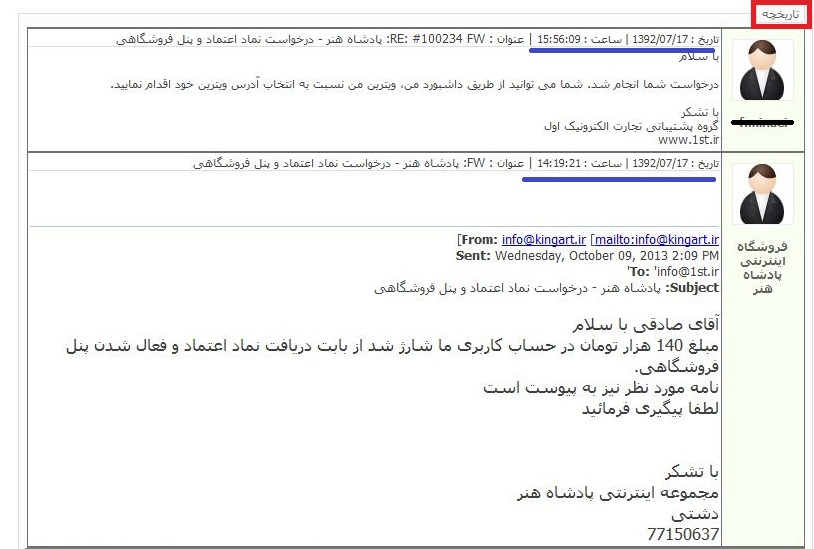 تاریخچه
تاریخ : 1392/07/17 | ساعت : 15:56:09 | عنوان : RE: #100234 FW: پادشاه هنر - درخواست نماد اعتماد و پنل فروشگاهی
با سلام
درخواست شما انجام شد. شما می توانید از طریق داشبورد من، ویترین من نسبت به انتخاب آدرس ویترین خود اقدام نمایید.
با تشکر
گروه پشتیبانی تجارت الکترونیک اول
www.1st.ir
تاریخ : 1392/07/17 | ساعت : 14:19:21 | عنوان : FW: پادشاه هنر - درخواست نماد اعتماد و پنل فروشگاهی
فروشگاه
اینترنتی
پادشاه
هنر
[From: info@kingart.ir [mailto:info@kingart.ir
Sent: Wednesday, October 09, 2013 2:09 PM
'To: 'info@1st.ir
Subject: پادشاه هنر - درخواست نماد اعتماد و پنل فروشگاهی
آقای صادقی با سلام
مبلغ 140 هزار تومان در حساب کاربری ما شارژ شد از بابت دریافت نماد اعتماد و فعال شدن پنل
فروشگاهی.
نامه مورد نظر نیز به پیوست است
لطفا پیگیری فرمائید
با تشکر
مجموعه اینترنتی پادشاه هنر
دشتی
77150637